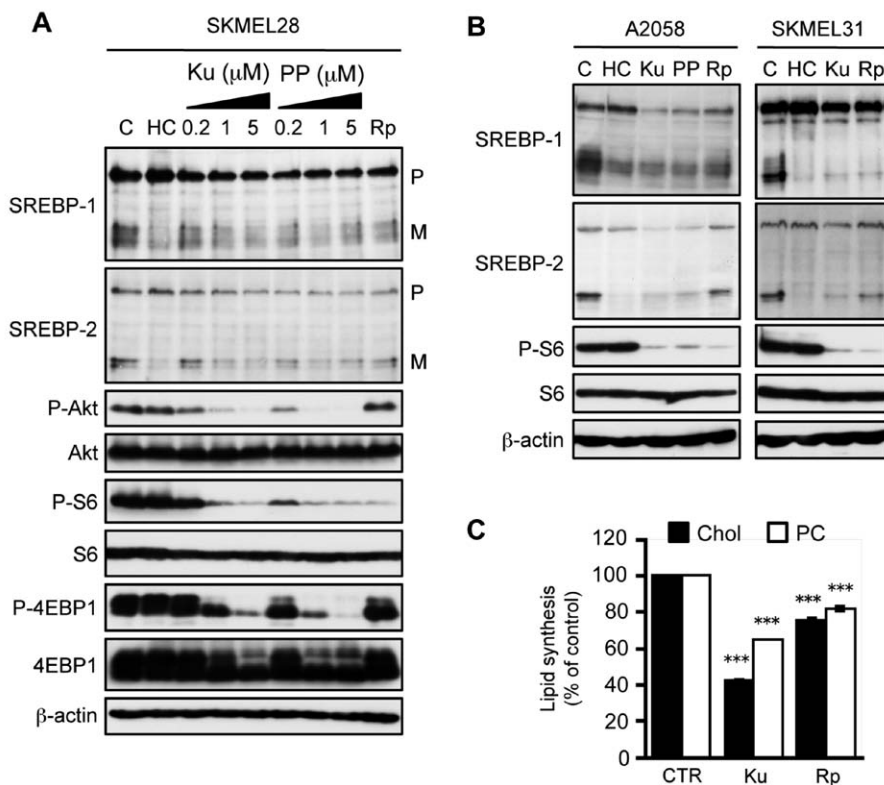 A
SKMEL28
Ku (μM) PP (μM)
C HC 0.2 1 5 0.2 1 5 Rp
SREBP-1
P
M
SREBP-2
P
M
P-Akt
Akt
P-S6
S6
P-4EBP1
4EBP1
β-actin
B
A2058 SKMEL31
C HC Ku PP Rp C HC Ku Rp
SREBP-1
SREBP-2
P-S6
S6
β-actin
C
Chol PC
Lipid synthesis
(% of control)
120
100
80
60
40
20
0
*** *** *** ***
CTR Ku Rp